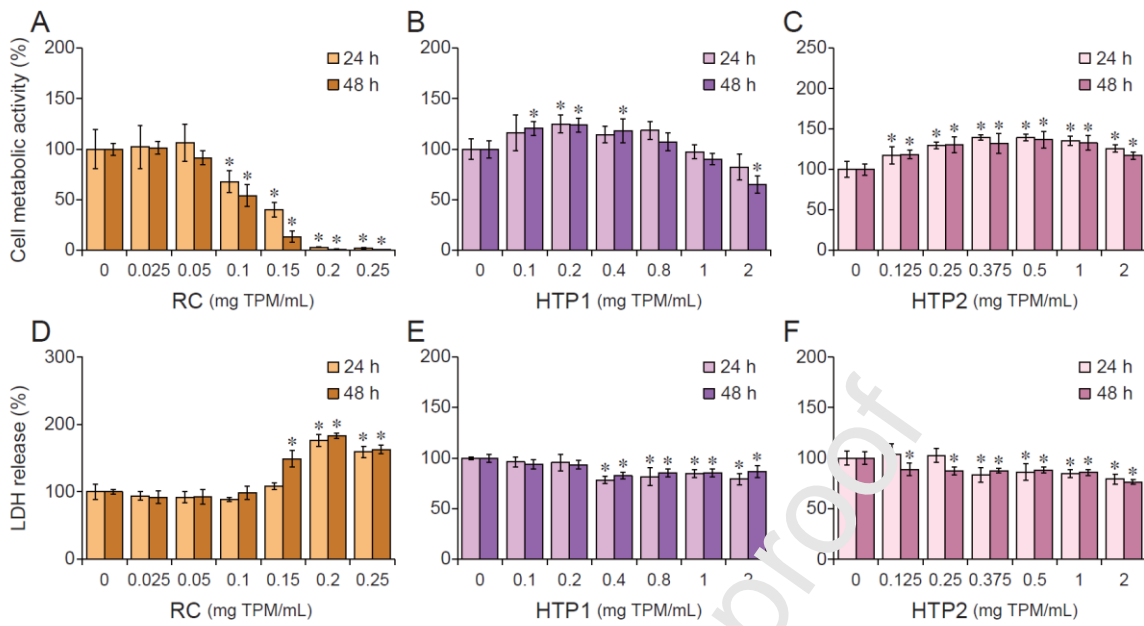 A
B
C
Cell metabolic activity (%)
200
150
100
50
0
24 h
48 h
*
*
*
*
*
*
*
*
0 0.025 0.05 0.1 0.15 0.2 0.25
RC (mg TPM/mL)
200
150
100
50
0
24 h
48 h
*
*
*
*
*
0 0.1 0.2 0.4 0.8 1 2
HTP1 (mg TPM/mL)
250
200
150
100
50
0
24 h
48 h
* * * * * * * * * * * *
0 0.125 0.25 0.375 0.5 1 2
HTP2 (mg TPM/mL)
D
E
F
LDH release (%)
300
200
100
0
24 h
48 h
*
* *
* *
0 0.025 0.05 0.1 0.15 0.2 0.25
RC (mg TPM/mL)
200
150
100
50
0
24 h
48 h
* * * * * * * *
0 0.1 0.2 0.4 0.8 1 2
HTP1 (mg TPM/mL)
200
150
100
50
0
24 h
48 h
* * * * * * * * * *
0 0.125 0.25 0.375 0.5 1 2
HTP2 (mg TPM/mL)
proof